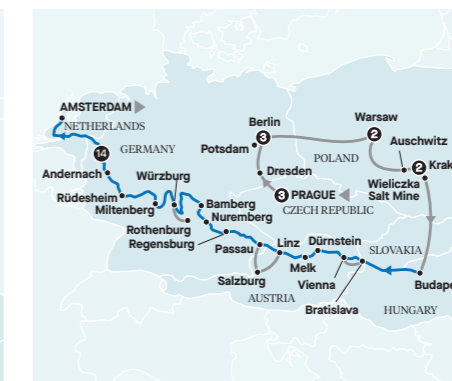 AMSTERDAM
NETHERLANDS
14
GERMANY
Andernach
Rüdesheim
Miltenberg
Würzburg
Rothenburg
Regensburg
Bamberg
Nuremberg
Passau
Salzburg
Linz
Melk
Dürnstein
Vienna
Bratislava
AUSTRIA
Berlin
3
Potsdam
Dresden
3 PRAGUE
CZECH REPUBLIC
Warsaw
2
POLAND
Auschwitz
2 Krak
Wieliczka
Salt Mine
SLOVAKIA
Budape
HUNGARY